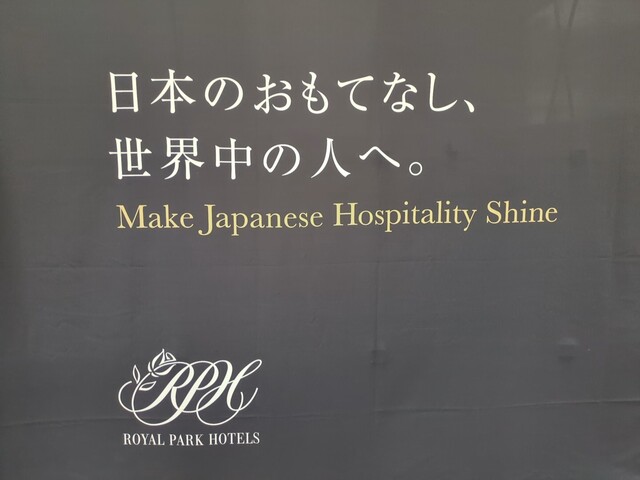 日本のおもてなし、
世界中の人へ。
Make Japanese Hospitality Shine
RPH
ROYAL PARK HOTELS